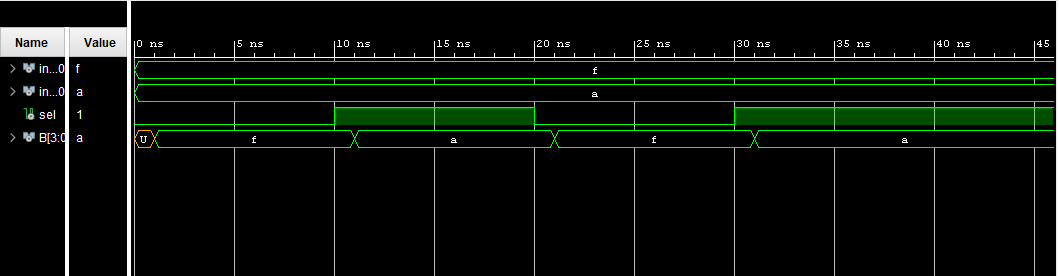 Name Value 0 ns 5 ns 10 ns 15 ns 20 ns 25 ns 30 ns 35 ns 40 ns 45
in...0 f f
in...0 a a
sel 1
B[3:0 a U f a f a